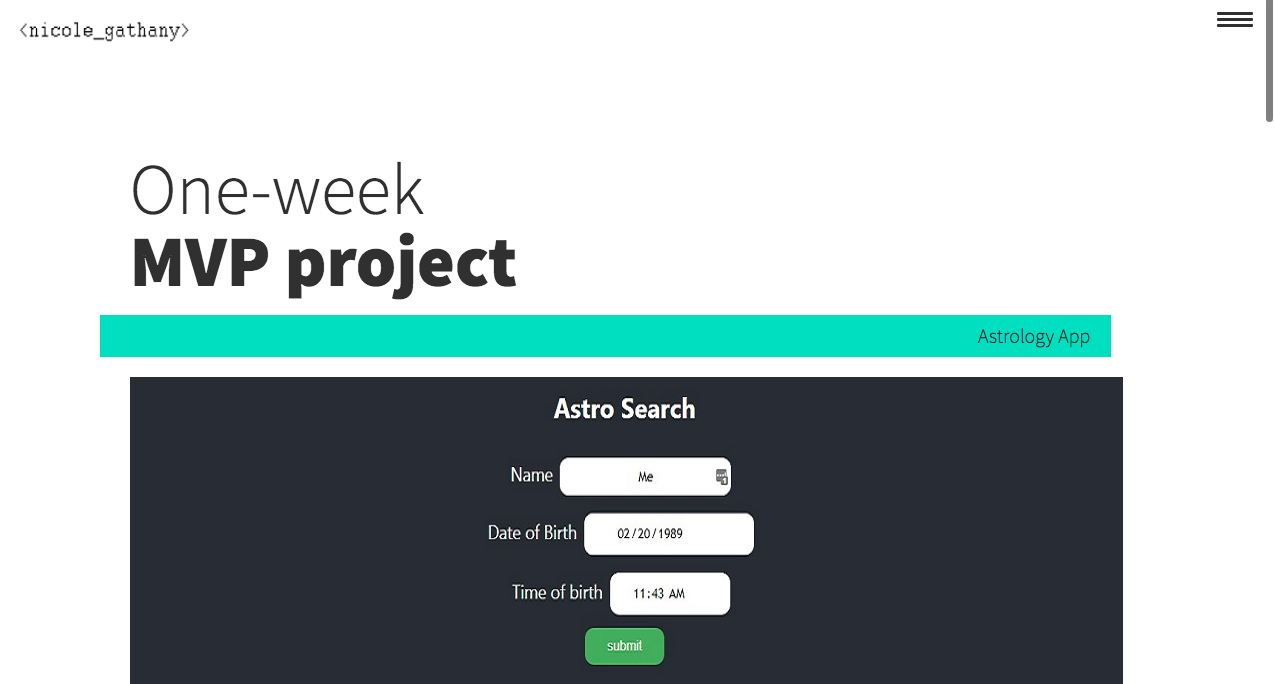 <nicole_gathany>
One-week
MVP project
Astrology App
Astro Search
Name Me
Date of Birth 02/20/1989
Time of birth 11:43 AM
submit